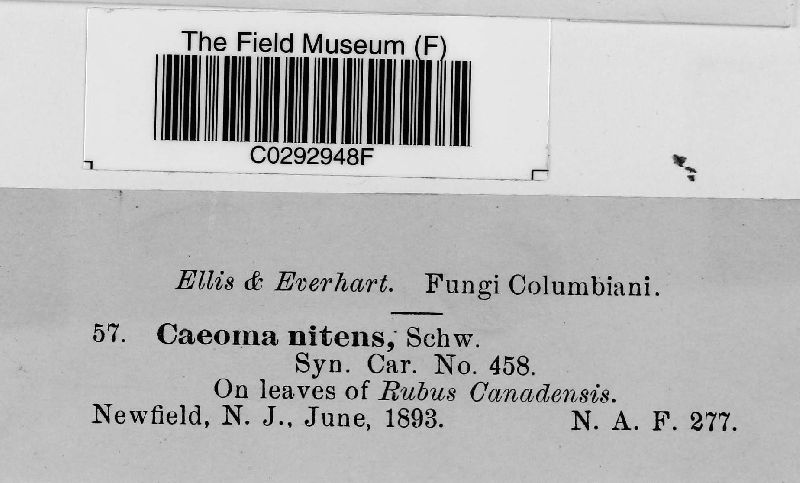 The Field Museum (F)
C0292948F
Ellis & Everhart. Fungi Columbiani.
57. Caeoma nitens, Schw.
Syn. Car. No. 458.
On leaves of Rubus Canadensis.
Newfield, N. J., June, 1893. N. A. F. 277.